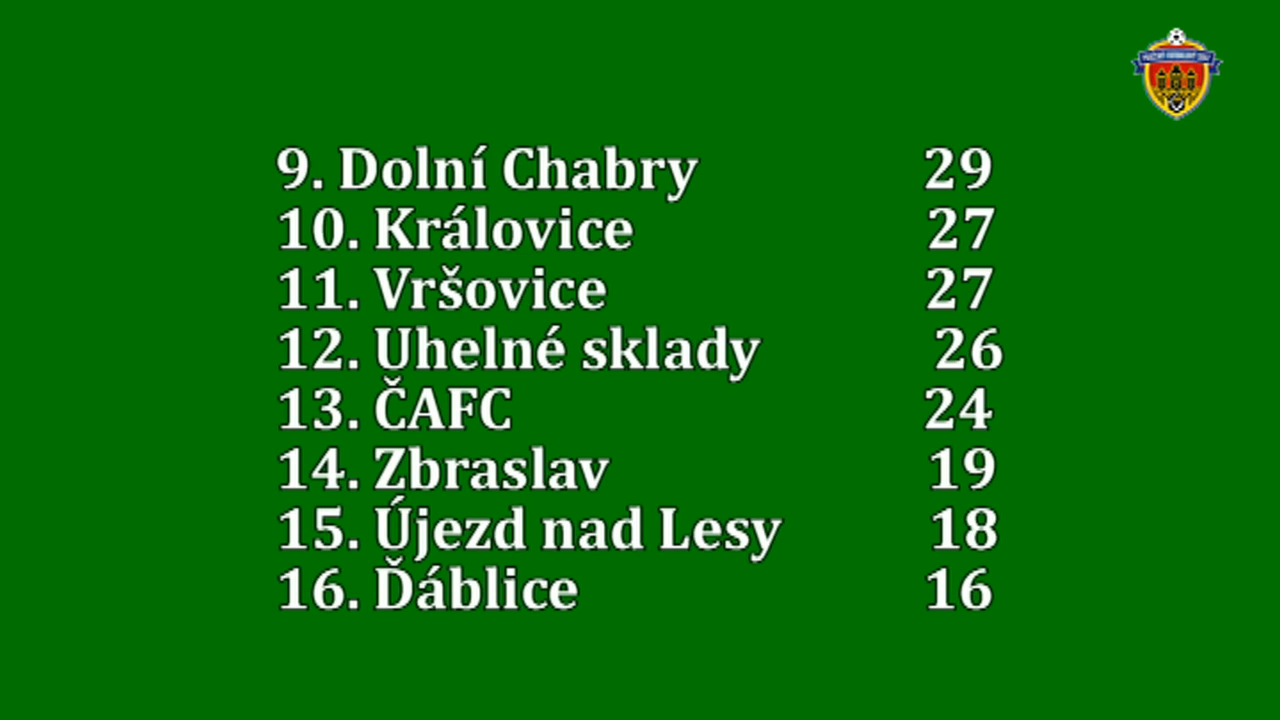 9. Dolní Chabry 29
10. Královice 27
11. Vršovice 27
12. Uhelné sklady 26
13. ČAFC 24
14. Zbraslav 19
15. Újezd nad Lesy 18
16. Ďáblice 16